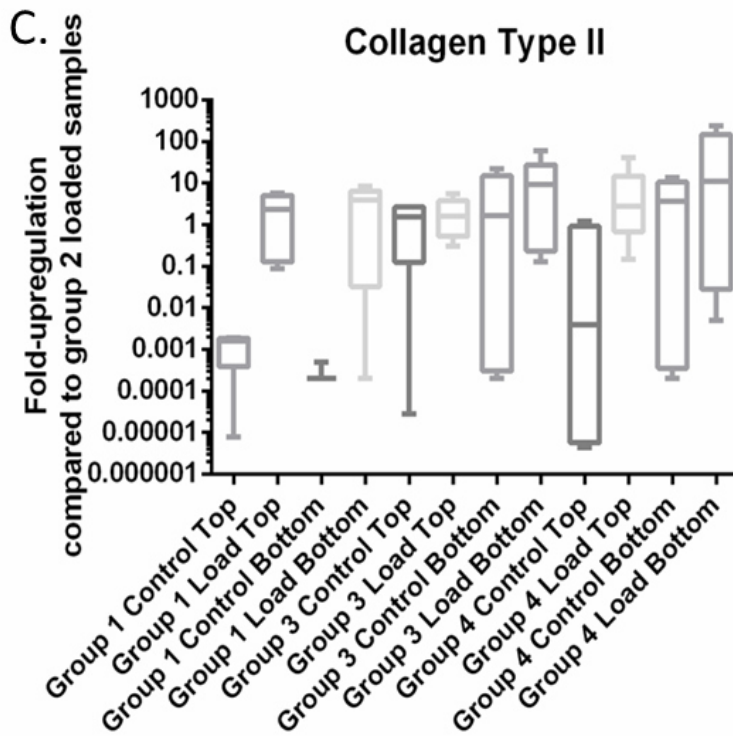 C.
Collagen Type II
Fold-upregulation
compared to group 2 loaded samples
1000
100
10
1
0.1
0.01
0.001
0.0001
0.00001
0.000001
Group 1 Control Top
Group 1 Load Top
Group 1 Control Bottom
Group 1 Load Bottom
Group 3 Control Top
Group 3 Load Top
Group 3 Control Bottom
Group 3 Load Bottom
Group 4 Control Top
Group 4 Load Top
Group 4 Control Bottom
Group 4 Load Bottom